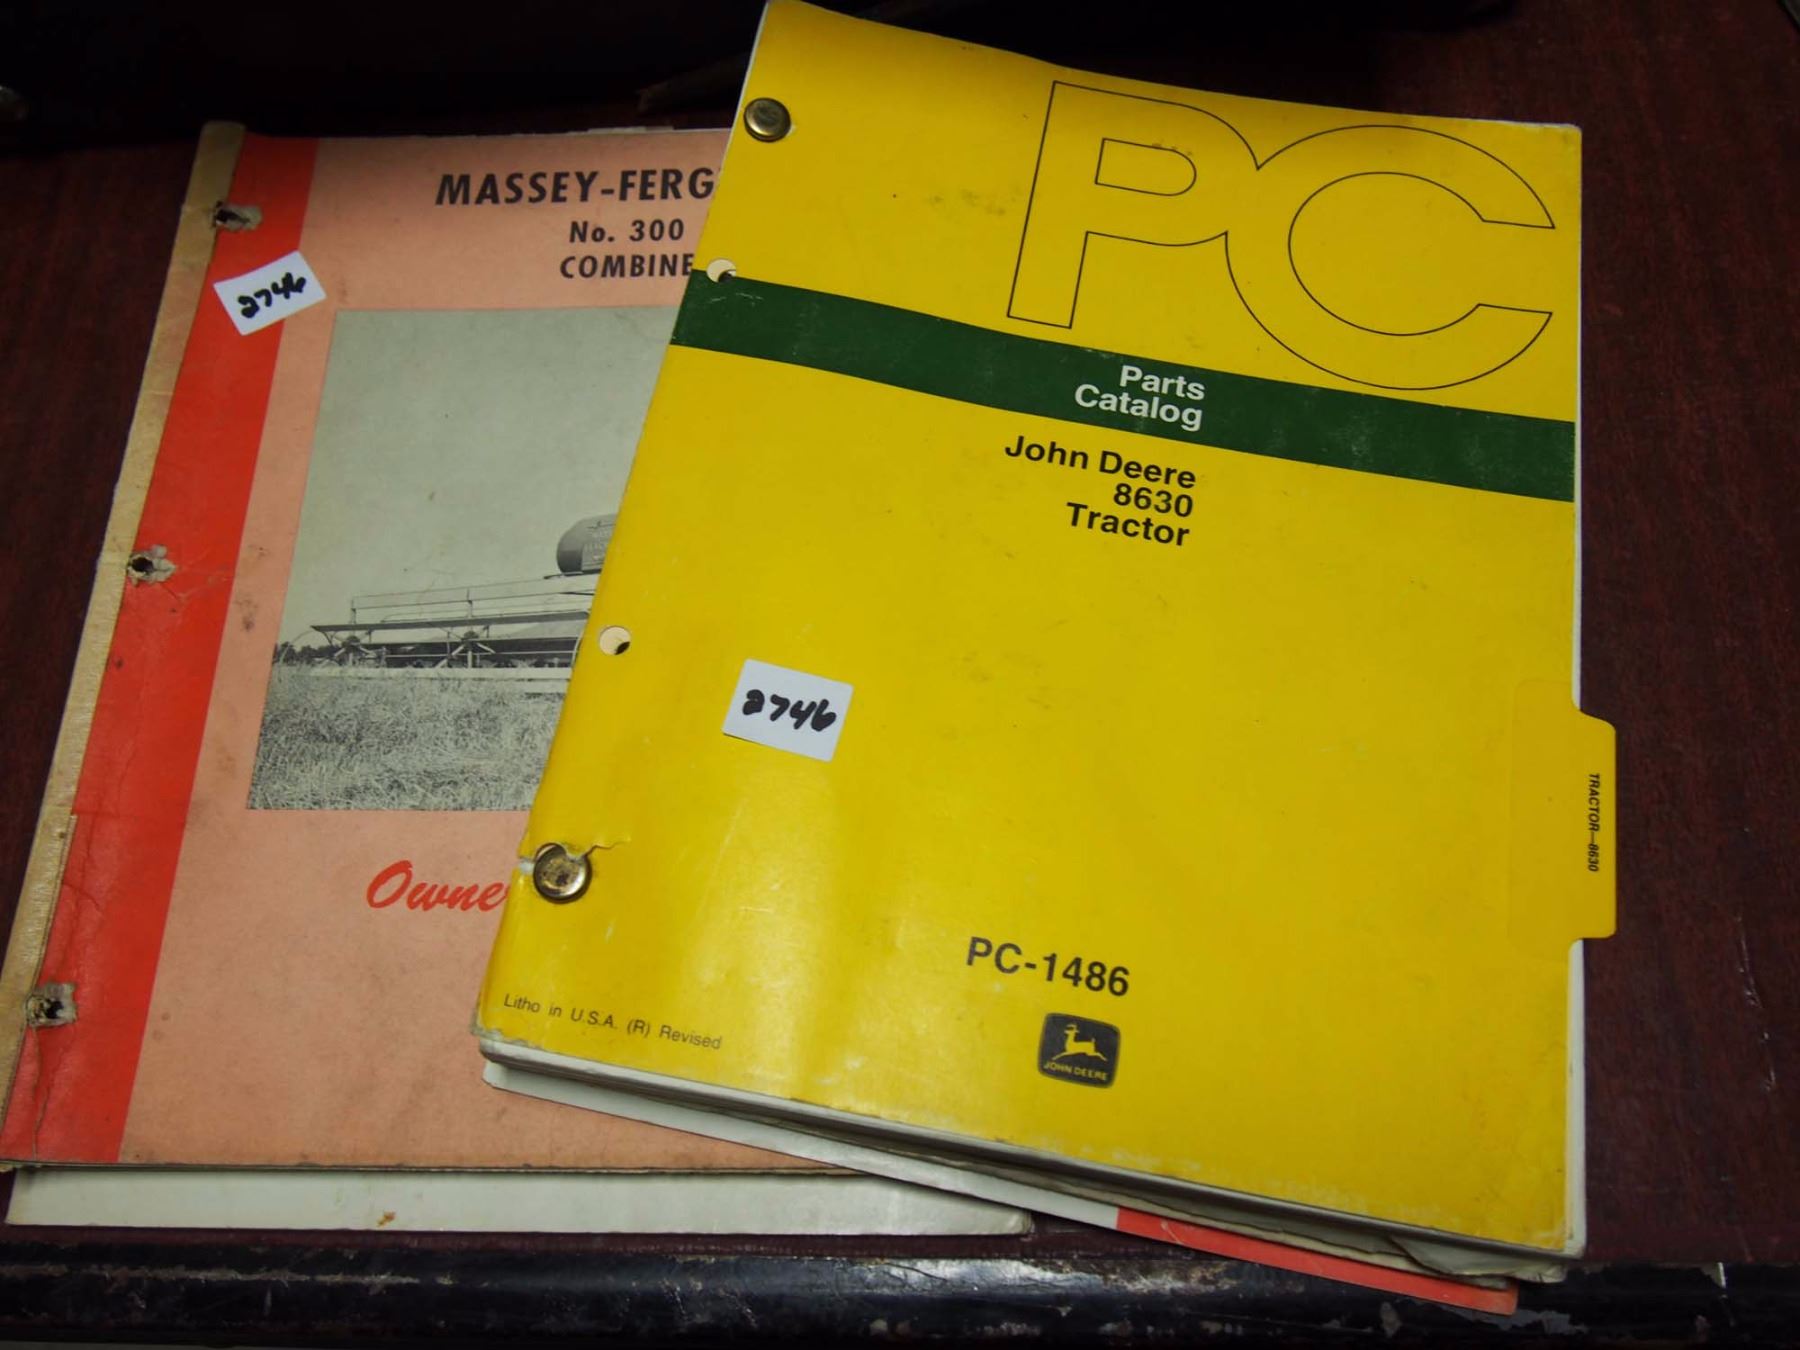 MASSEY-FERG
No. 300
COMBINE
2746
Owne
PC
Parts
Catalog
John Deere
8630
Tractor
2746
TRACTOR—8630
PC-1486
Litho in U.S.A. (R) Revised
JOHN DEERE